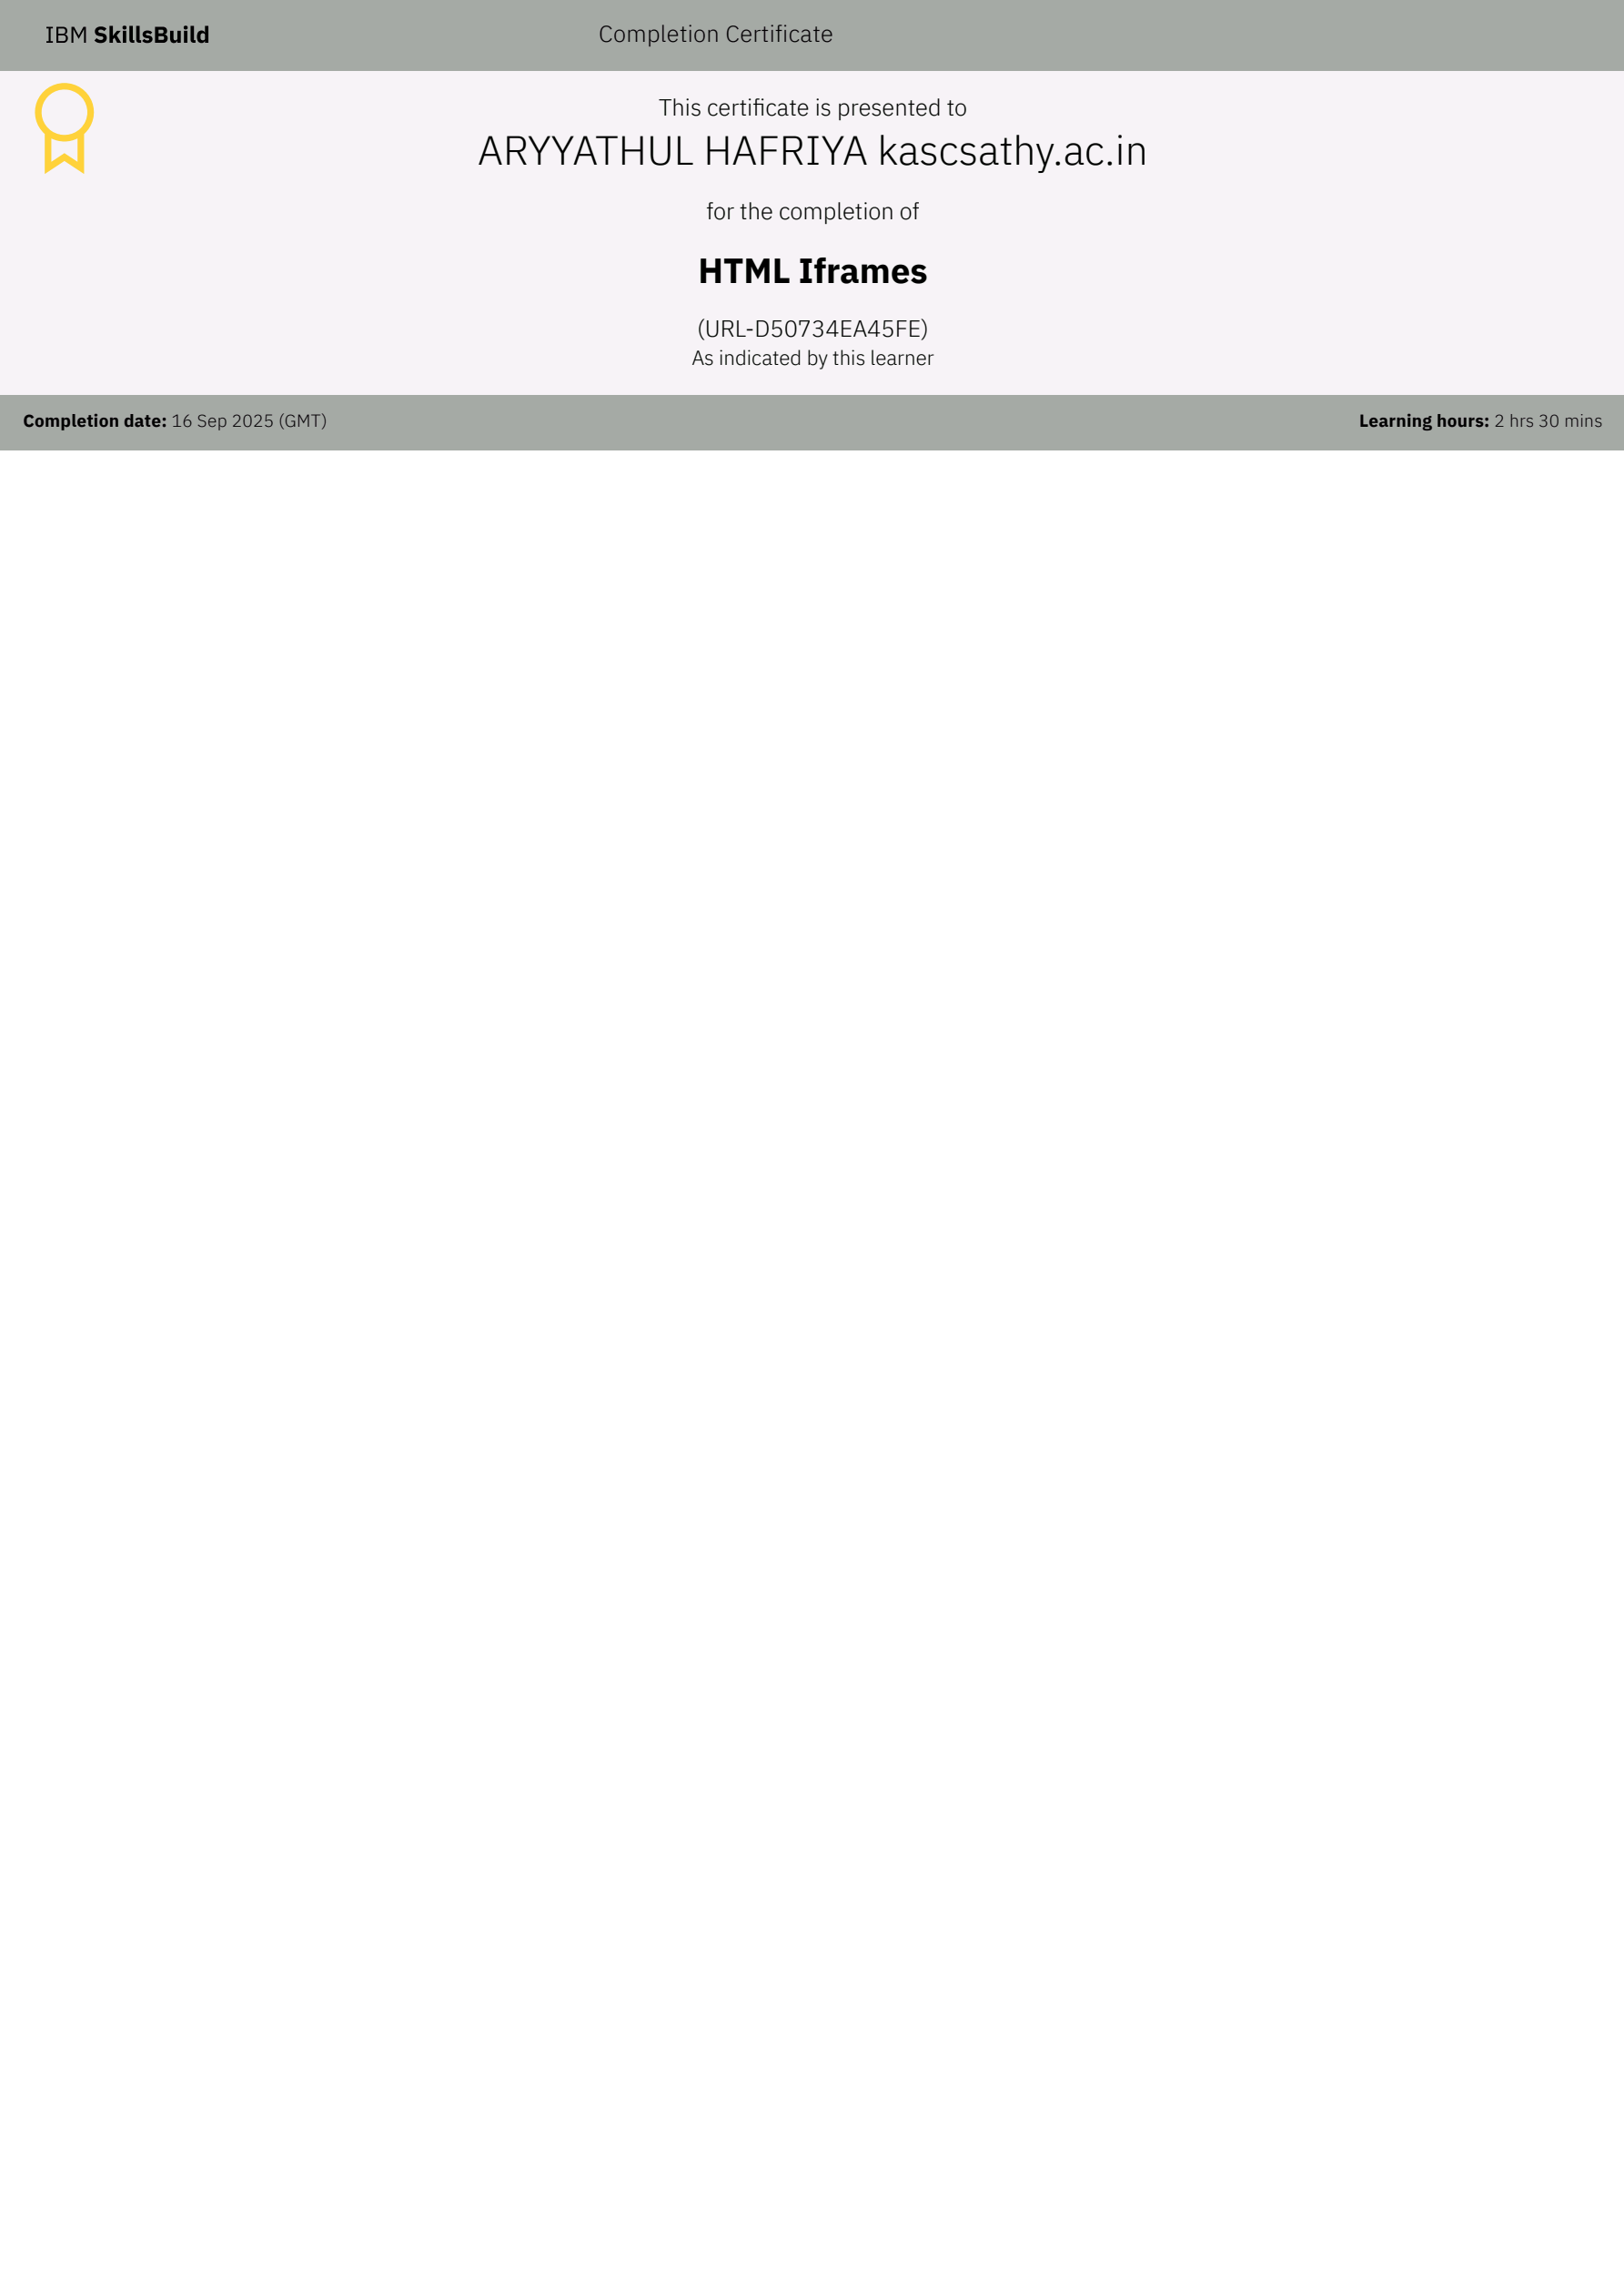 IBM SkillsBuild
Completion Certificate
This certificate is presented to
ARYYATHUL HAFRIYA kascsathy.ac.in
for the completion of
HTML Iframes
(URL-D50734EA45FE)
As indicated by this learner
Completion date: 16 Sep 2025 (GMT)
Learning hours: 2 hrs 30 mins